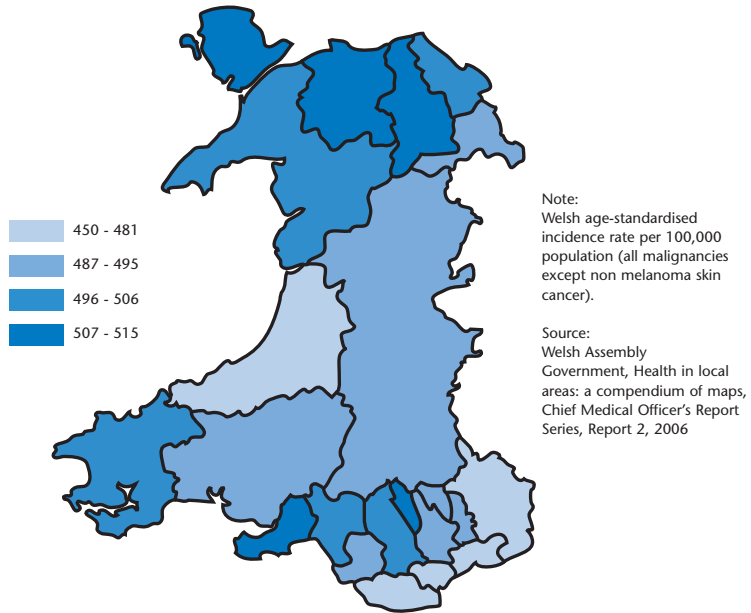 450 - 481
487 - 495
496 - 506
507 - 515
Note:
Welsh age-standardised
incidence rate per 100,000
population (all malignancies
except non melanoma skin
cancer).
Source:
Welsh Assembly
Government, Health in local
areas: a compendium of maps,
Chief Medical Officer's Report
Series, Report 2, 2006